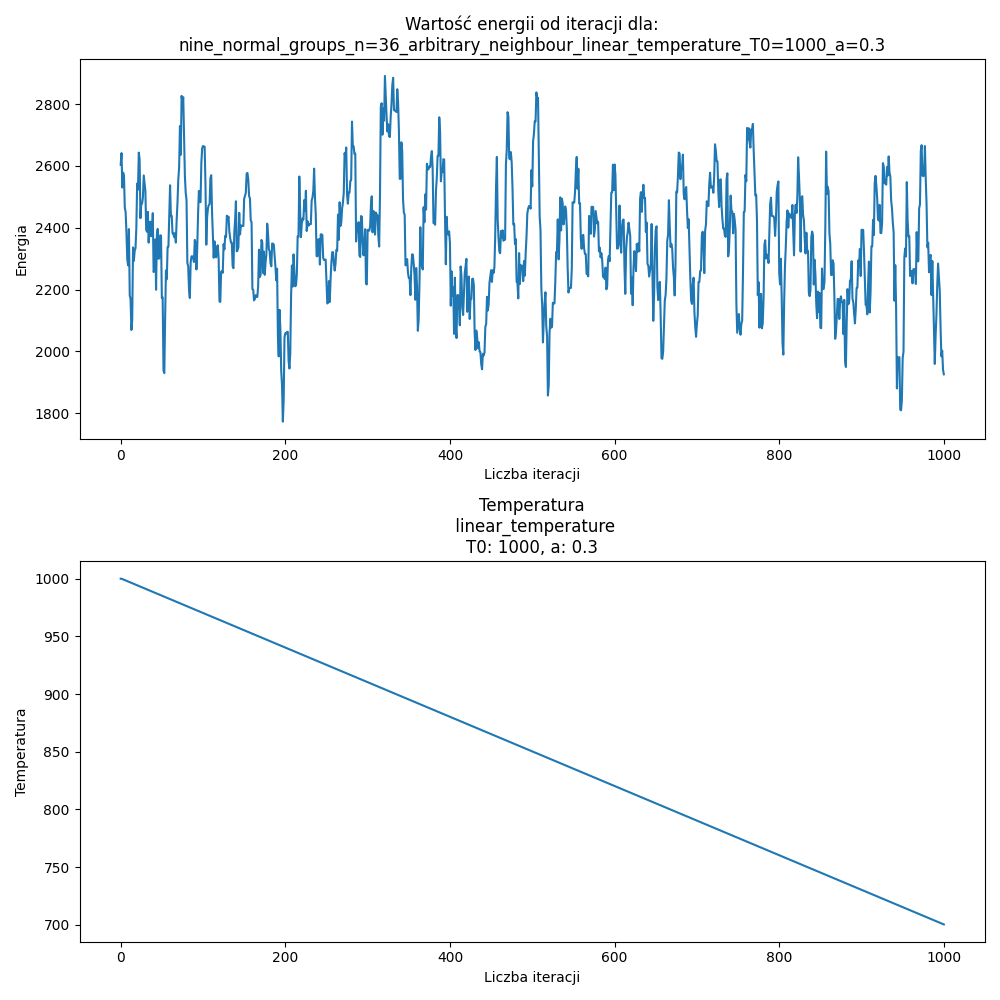 Wartość energii od iteracji dla:
nine_normal_groups_n=36_arbitrary_neighbour_linear_temperature_T0=1000_a=0.3
2800
2600
2400
2200
2000
1800
Energia
0 200 400 600 800 1000
Liczba iteracji
Temperatura
linear_temperature
T0: 1000, a: 0.3
1000
950
900
850
800
750
700
Temperatura
0 200 400 600 800 1000
Liczba iteracji